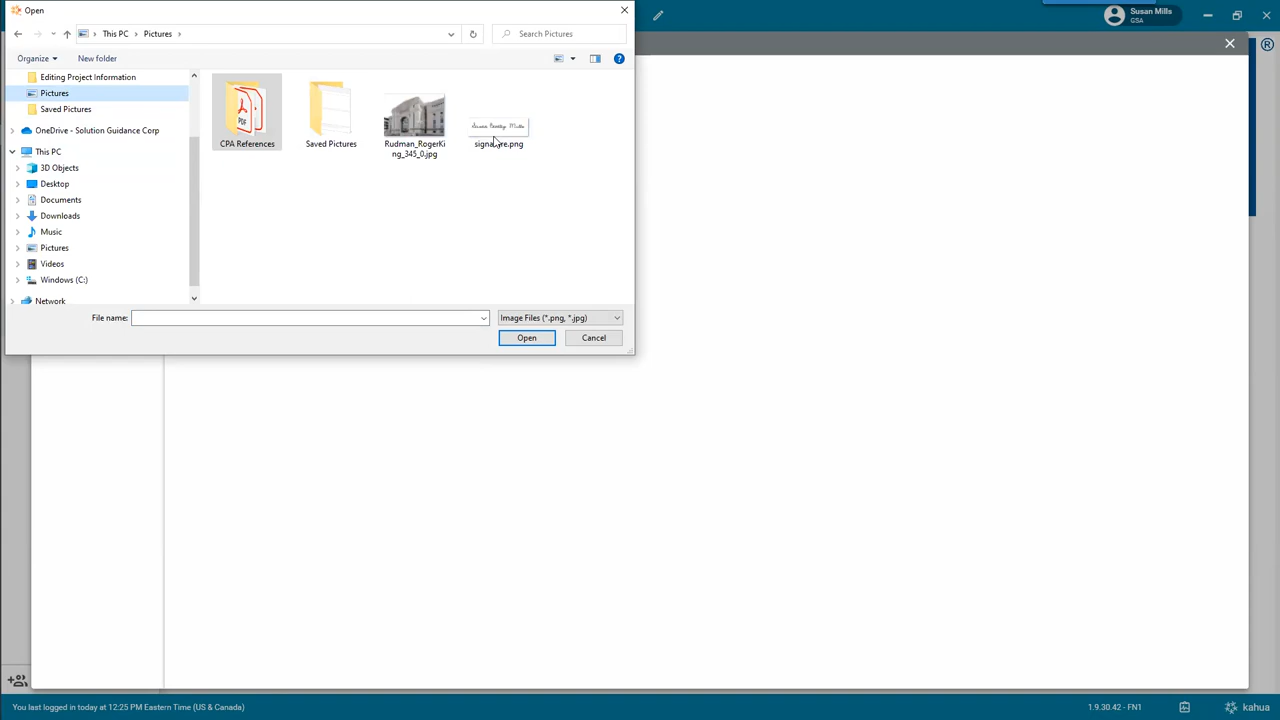 Open
Susan Mills
GSA
This PC
Pictures
Search Pictures
Organize
New folder
Editing Project Information
Pictures
Saved Pictures
OneDrive - Solution Guidance Corp
This PC
3D Objects
Desktop
Documents
Downloads
Music
Pictures
Videos
Windows (C:)
Network
PDF
CPA References
Saved Pictures
Rudman_RogerKi
ng_345_0.jpg
signature.png
File name:
Image Files (*.png, *.jpg)
Open
Cancel
You last logged in today at 12:25 PM Eastern Time (US & Canada)
1.9.30.42 - FN1
kahua